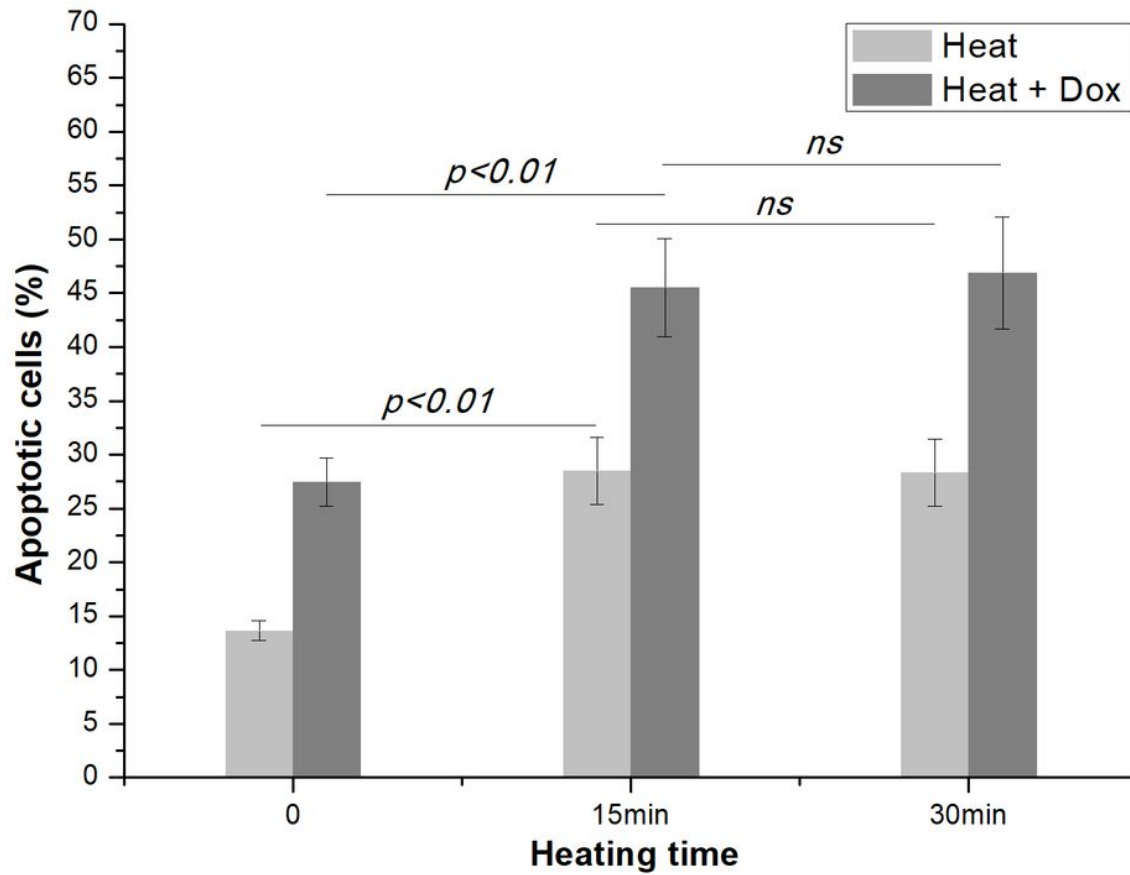 70
65
60
55
50
45
40
35
30
25
20
15
10
5
0
Apoptotic cells (%)
Heat
Heat + Dox
ns
p<0.01
ns
p<0.01
0 15min 30min
Heating time